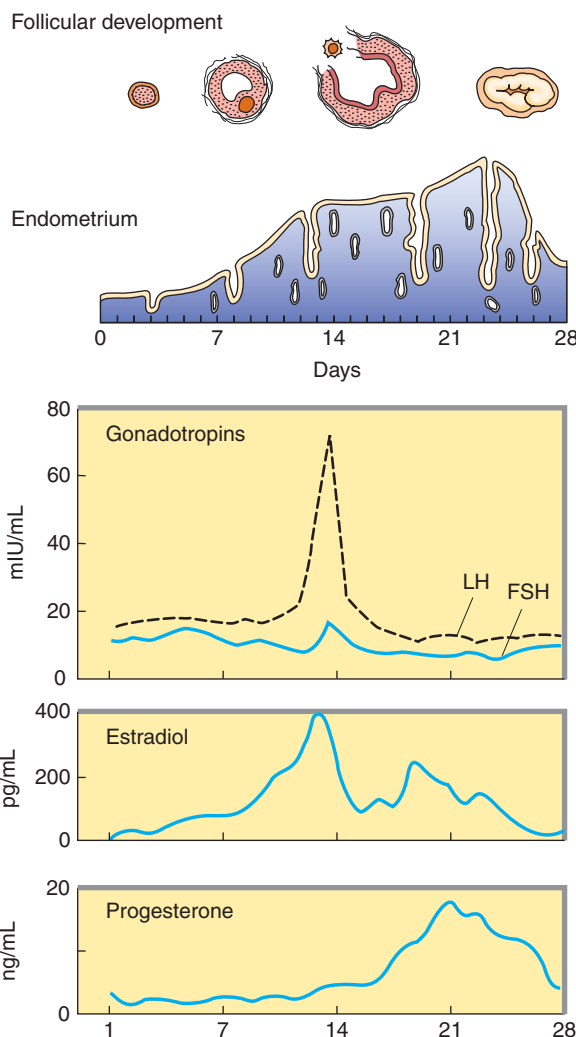 Follicular development
Endometrium
0 7 14 21 28
Days
80
Gonadotropins
60
mIU/mL
40
LH
FSH
20
0
400
Estradiol
pg/mL
200
0
20
Progesterone
ng/mL
10
0
1 7 14 21 28